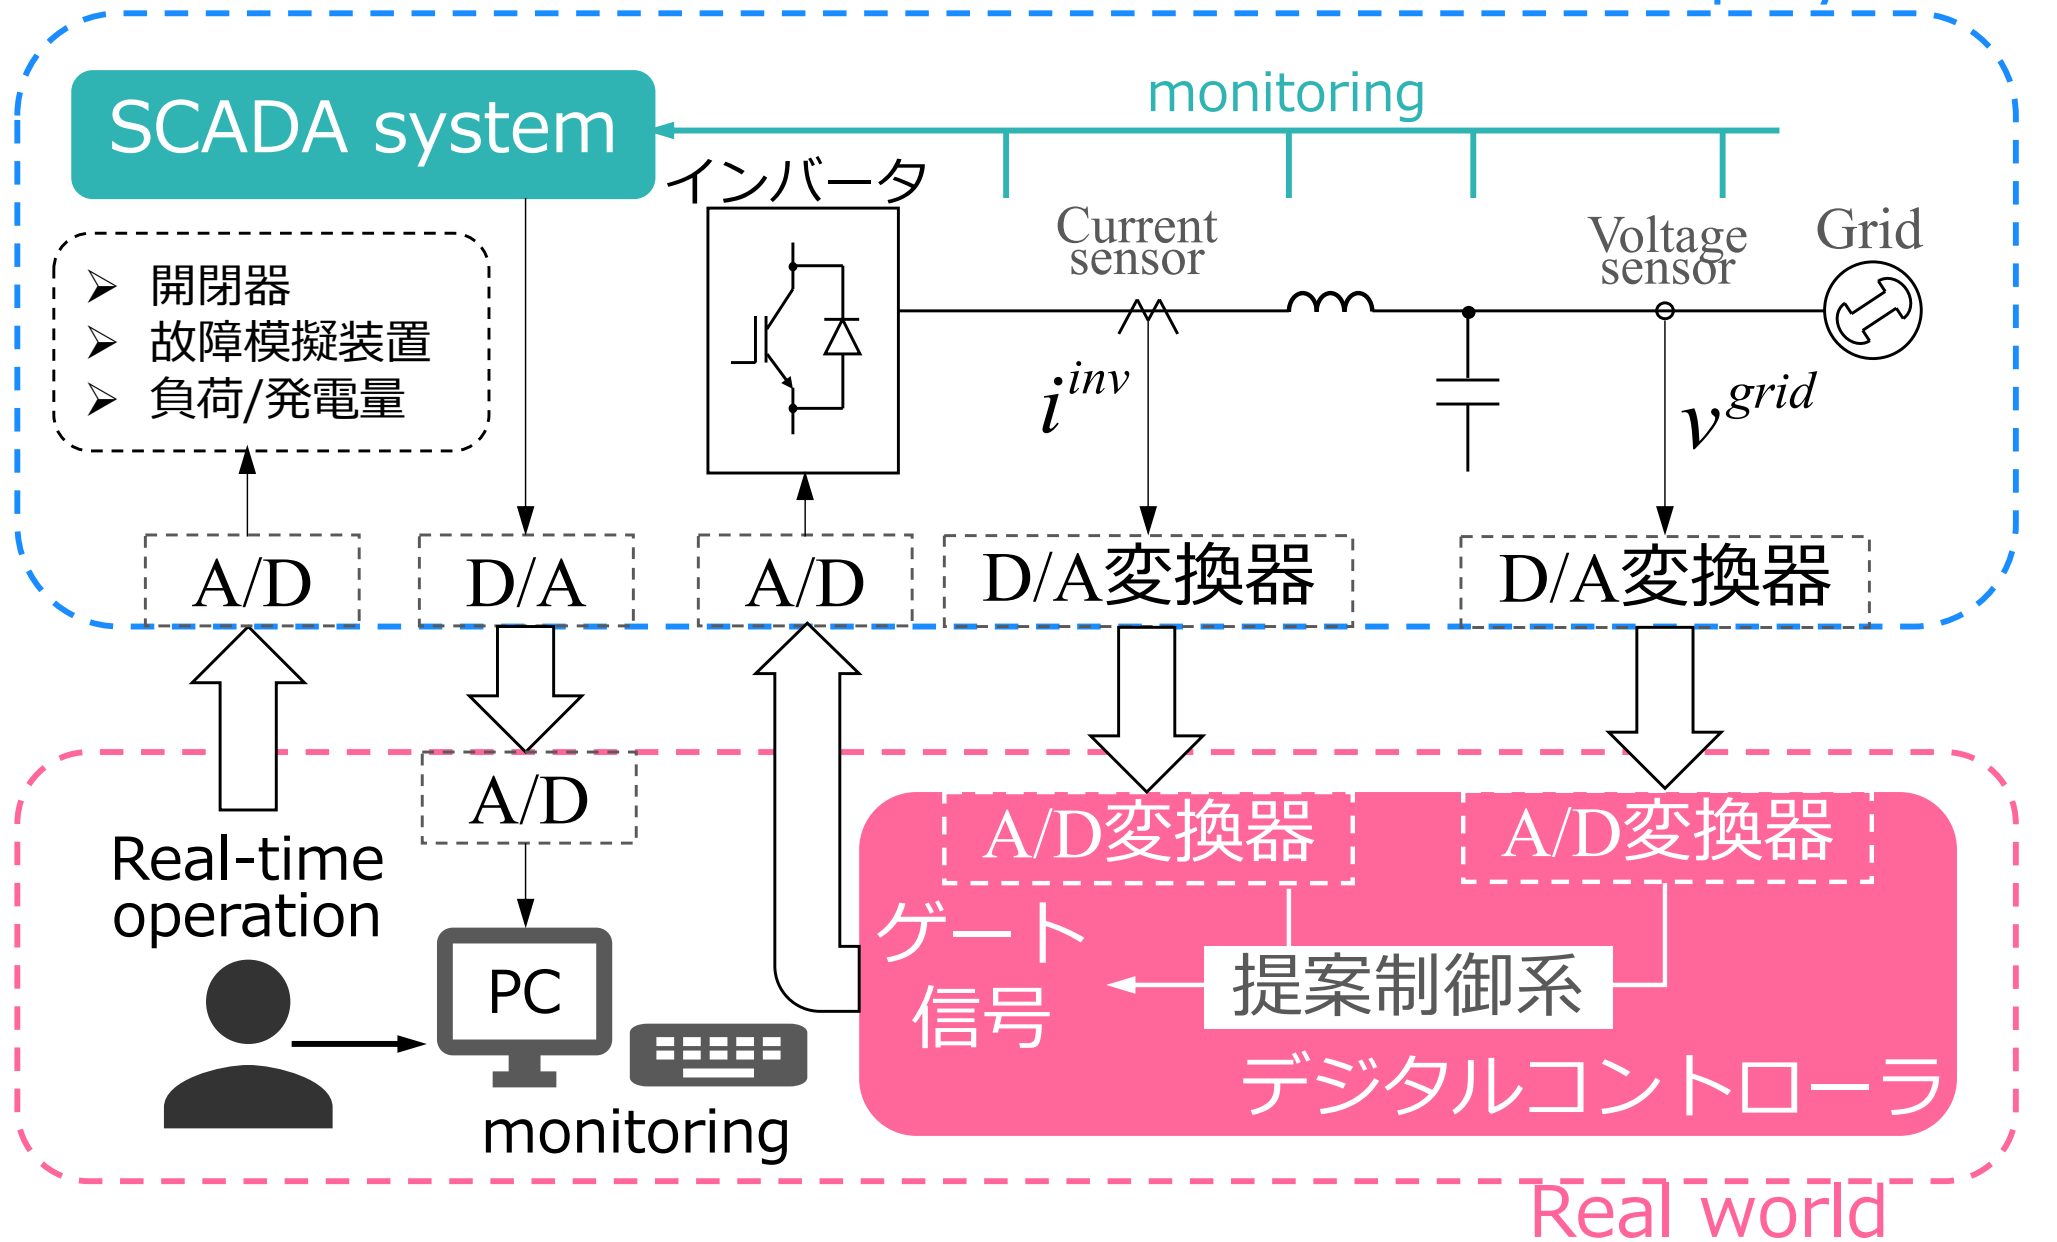 SCADA system
monitoring
インバータ
Current
sensor
Voltage
sensor
Grid
開閉器
故障模擬装置
負荷/発電量
i^inv
v^grid
A/D
D/A
A/D
D/A変換器
D/A変換器
A/D
A/D変換器
A/D変換器
Real-time
operation
PC
monitoring
ゲート
信号
提案制御系
デジタルコントローラ
Real world